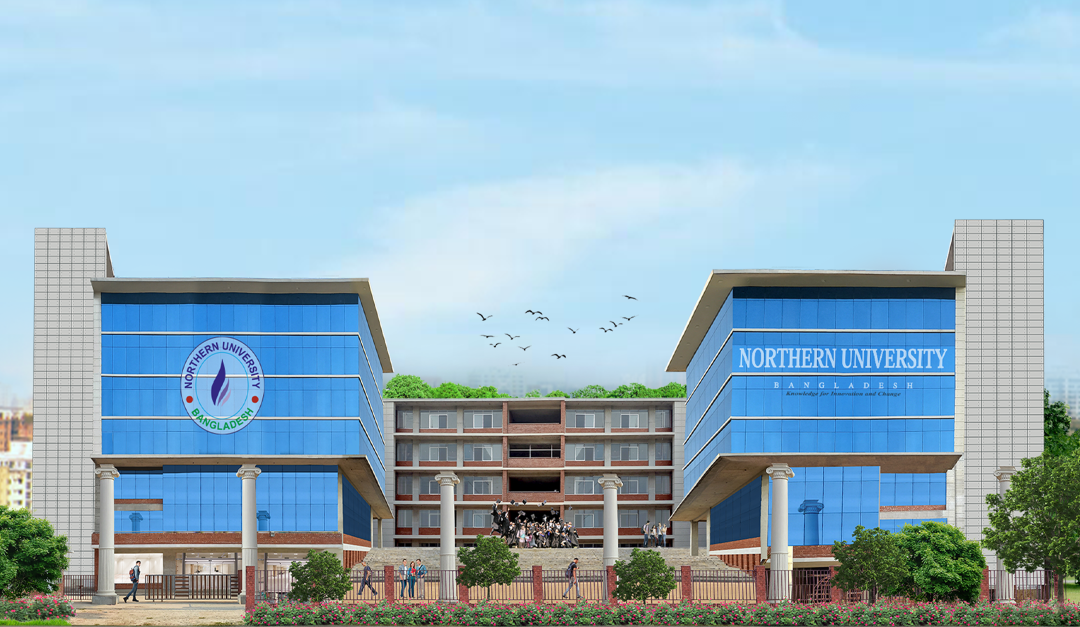 NORTHERN UNIVERSITY
BANGLADESH
NORTHERN UNIVERSITY
BANGLADESH
Knowledge for Innovation and Change